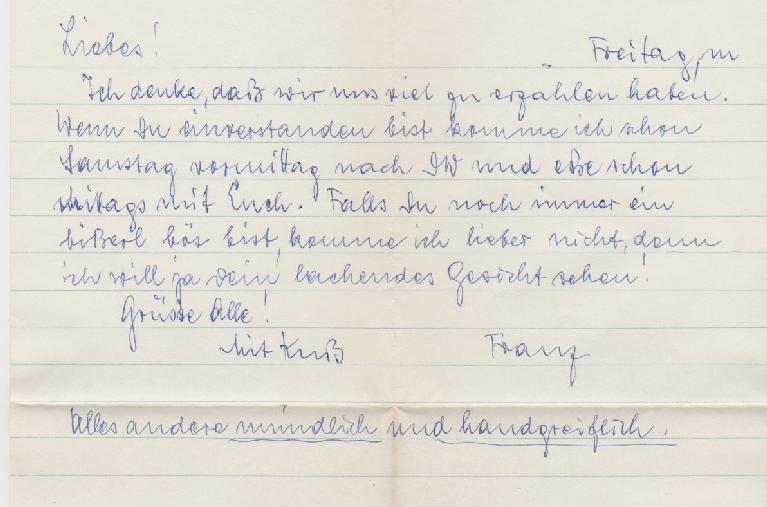 Liebes!
Freitag, m
Ich denke, daß wir uns viel zu erzählen haben.
Wenn Du einverstanden bist komme ich schon
Samstag vormittag nach IW und eße schon
mittags mit Euch. Falls Du noch immer ein
bißerl bös bist, komme ich lieber nicht, denn
ich will ja Dein lachendes Gesicht sehen!
Grüsse Alle!
Mit Kuß Franz
Alles andere mündlich und handgreiflich.